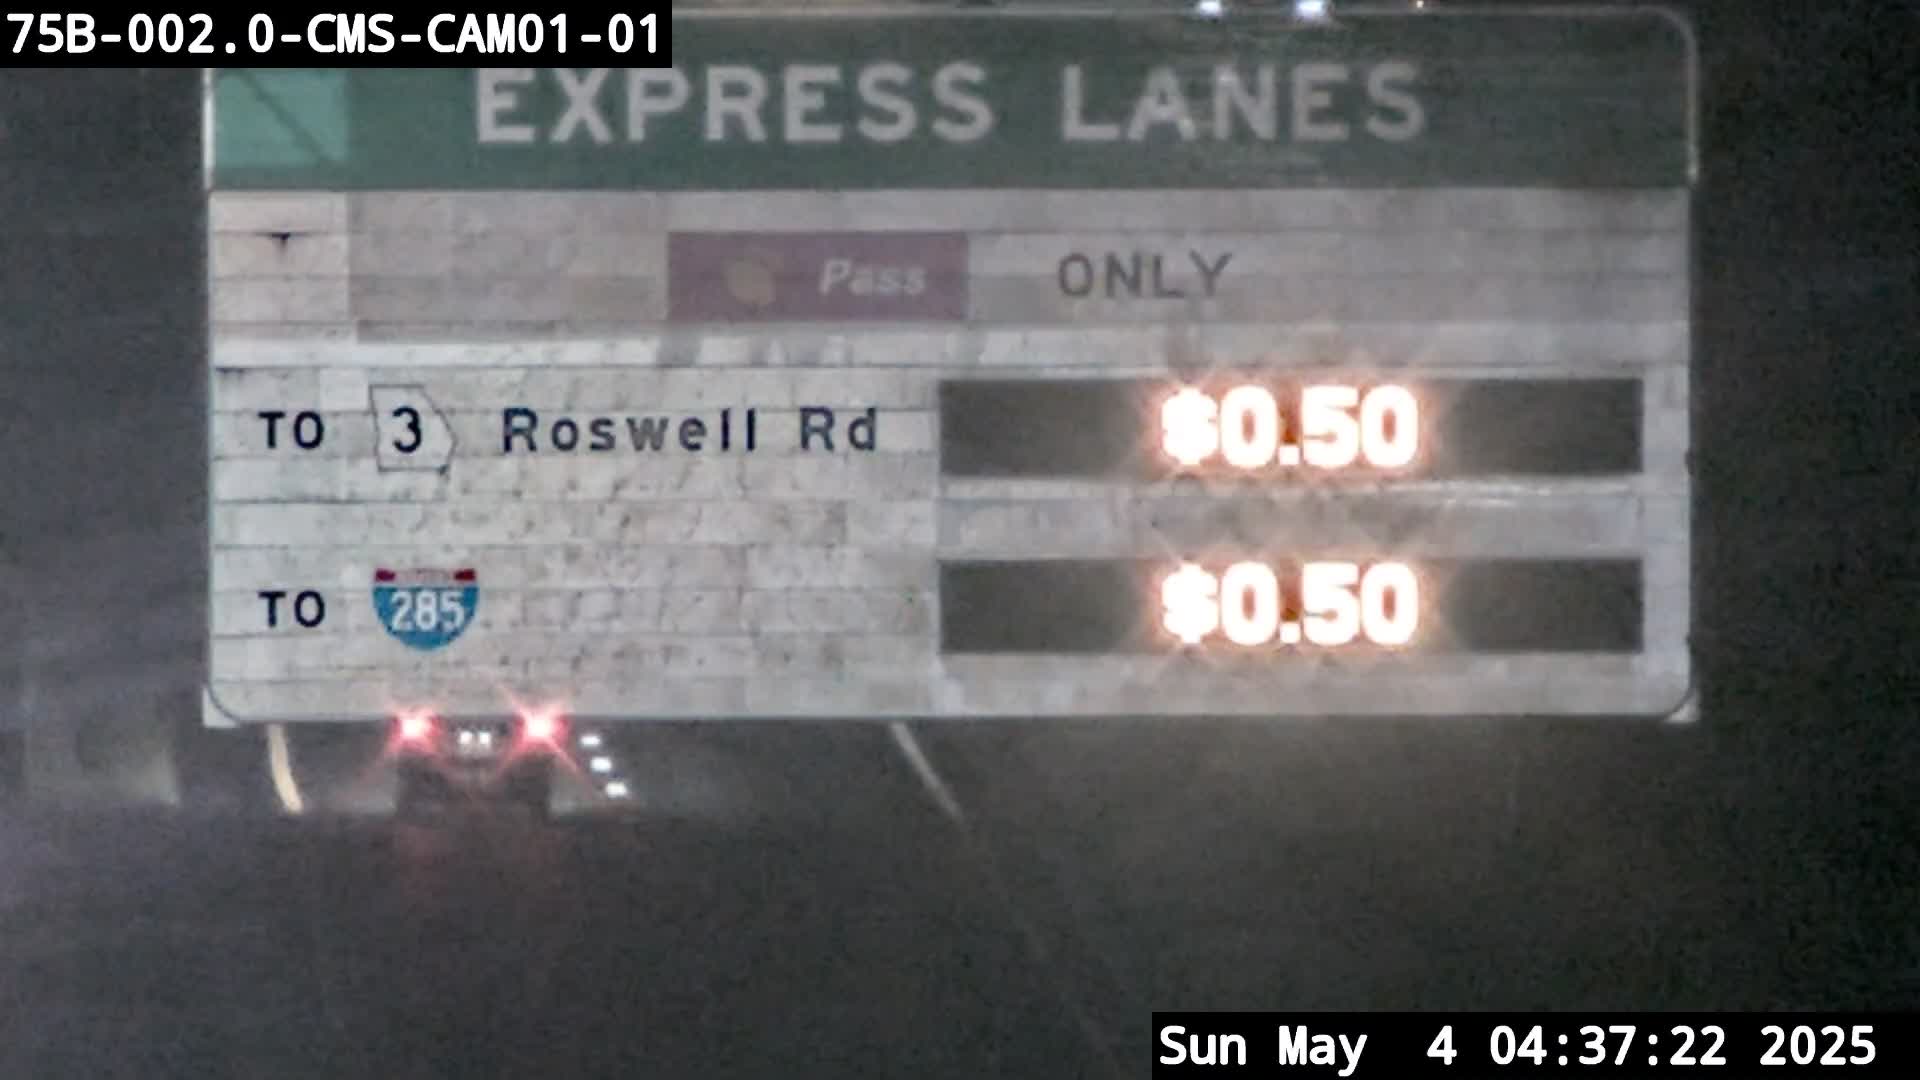 75B-002.0-CMS-CAM01-01
EXPRESS LANES
Pass ONLY
TO 3 Roswell Rd $0.50
TO 285 $0.50
Sun May 4 04:37:22 2025